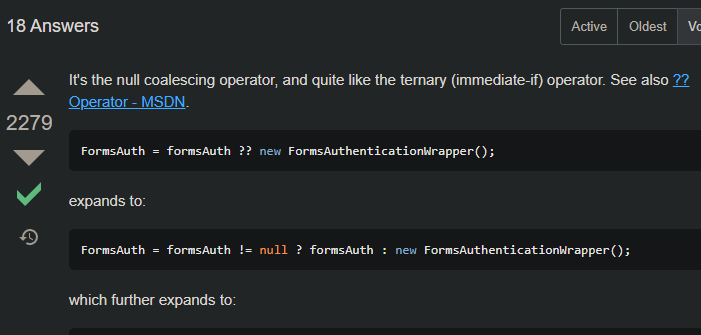 18 Answers
Active Oldest
It's the null coalescing operator, and quite like the ternary (immediate-if) operator. See also ??
Operator - MSDN.
2279
FormsAuth = formsAuth ?? new FormsAuthenticationWrapper();
expands to:
FormsAuth = formsAuth != null ? formsAuth : new FormsAuthenticationWrapper();
which further expands to: